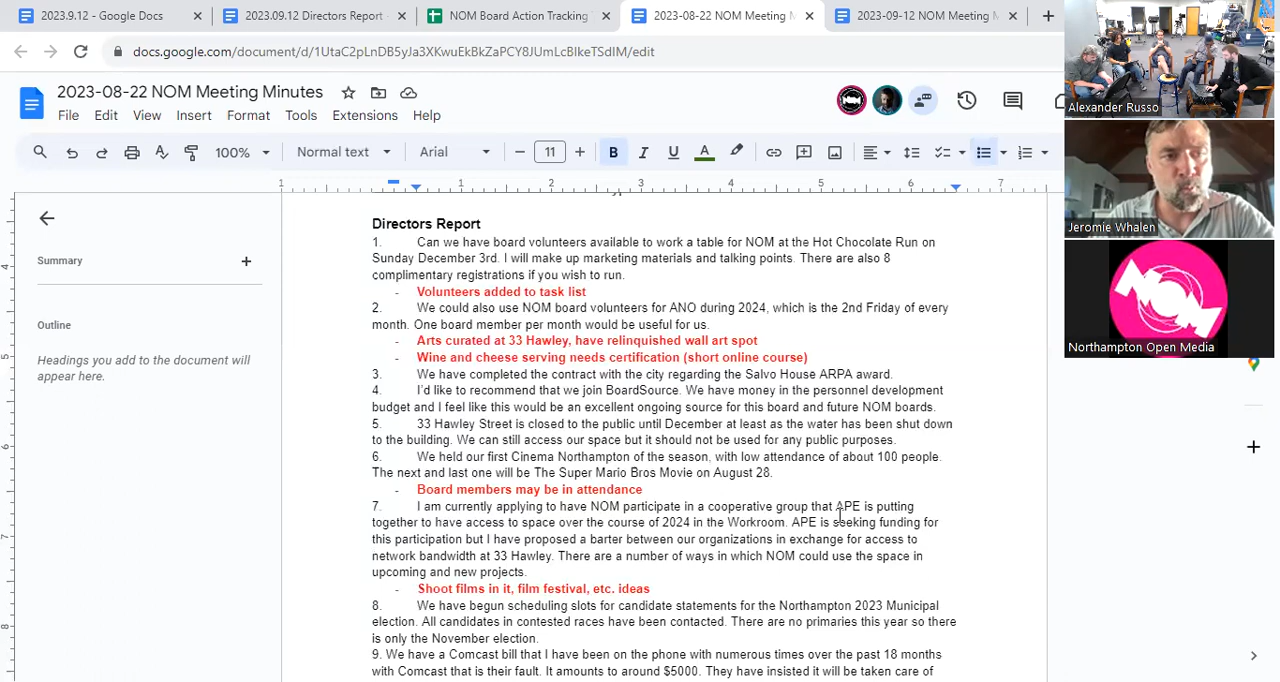 2023.9.12 - Google Docs
2023.09.12 Directors Report -
NOM Board Action Tracking
2023-08-22 NOM Meeting
2023-09-12 NOM Meeting
docs.google.com/document/d/1UtaC2pLnDB5yJa3XKwuEkBkZaPCY8JUmLcBIkeTSdIM/edit
2023-08-22 NOM Meeting Minutes
File Edit View Insert Format Tools Extensions Help
100% Normal text Arial 11 B I U A
1 1 2 3 4 5 6 7
Summary
Outline
Headings you add to the document will
appear here.
4
5
6
7
8
Directors Report
1. Can we have board volunteers available to work a table for NOM at the Hot Chocolate Run on
Sunday December 3rd. I will make up marketing materials and talking points. There are also 8
complimentary registrations if you wish to run.
- Volunteers added to task list
2. We could also use NOM board volunteers for ANO during 2024, which is the 2nd Friday of every
month. One board member per month would be useful for us.
- Arts curated at 33 Hawley, have relinquished wall art spot
- Wine and cheese serving needs certification (short online course)
We have completed the contract with the city regarding the Salvo House ARPA award.
4. I'd like to recommend that we join BoardSource. We have money in the personnel development
budget and I feel like this would be an excellent ongoing source for this board and future NOM boards.
5. 33 Hawley Street is closed to the public until December at least as the water has been shut down
to the building. We can still access our space but it should not be used for any public purposes.
6. We held our first Cinema Northampton of the season, with low attendance of about 100 people.
The next and last one will be The Super Mario Bros Movie on August 28.
- Board members may be in attendance
7. I am currently applying to have NOM participate in a cooperative group that APE is putting
together to have access to space over the course of 2024 in the Workroom. APE is seeking funding for
this participation but I have proposed a barter between our organizations in exchange for access to
network bandwidth at 33 Hawley. There are a number of ways in which NOM could use the space in
upcoming and new projects.
- Shoot films in it, film festival, etc. ideas
8. We have begun scheduling slots for candidate statements for the Northampton 2023 Municipal
election. All candidates in contested races have been contacted. There are no primaries this year so there
is only the November election.
9. We have a Comcast bill that I have been on the phone with numerous times over the past 18 months
with Comcast that is their fault. It amounts to around $5000. They have insisted it will be taken care of
Alexander Russo
Jeromie Whalen
NOM
Northampton Open Media